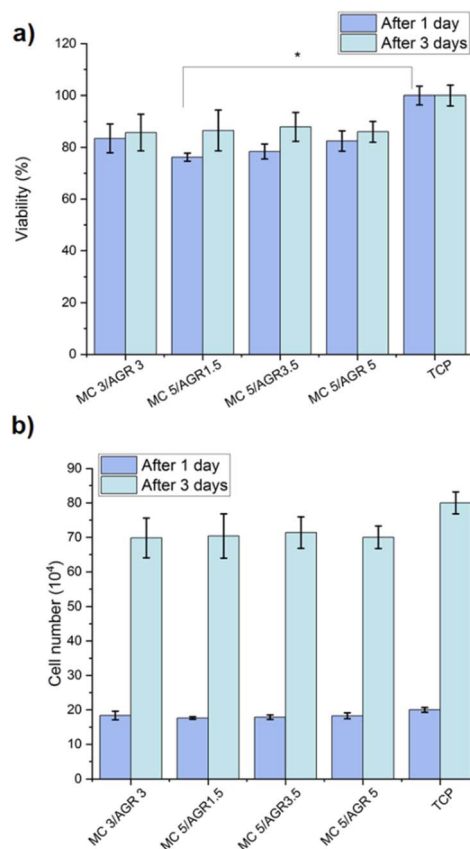 a)
After 1 day
After 3 days
*
120
100
80
60
40
20
0
Viability (%)
MC 3/AGR 3
MC 5/AGR1.5
MC 5/AGR3.5
MC 5/AGR 5
TCP
b)
After 1 day
After 3 days
90
80
70
60
50
40
30
20
10
0
Cell number (10⁴)
MC 3/AGR 3
MC 5/AGR1.5
MC 5/AGR3.5
MC 5/AGR 5
TCP